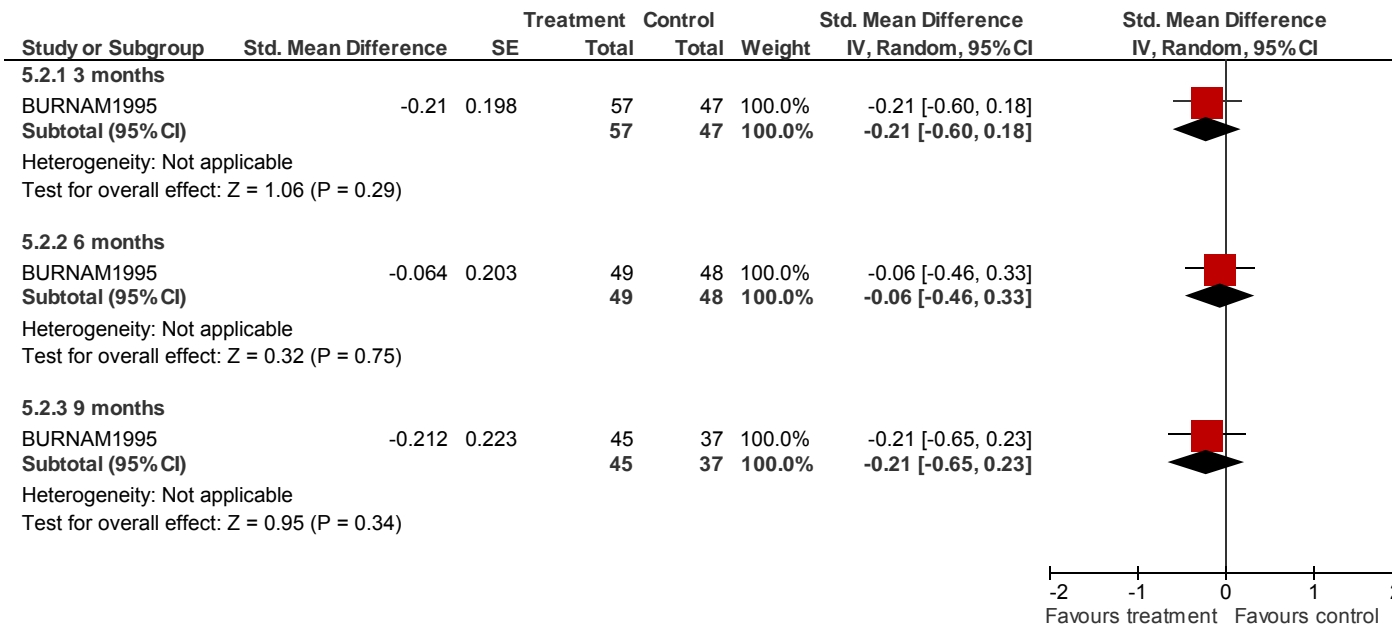 Treatment Control Std. Mean Difference Std. Mean Difference
Study or Subgroup Std. Mean Difference SE Total Total Weight IV, Random, 95% CI IV, Random, 95% CI
5.2.1 3 months
BURNAM1995 -0.21 0.198 57 47 100.0% -0.21 [-0.60, 0.18]
Subtotal (95% CI) 57 47 100.0% -0.21 [-0.60, 0.18]
Heterogeneity: Not applicable
Test for overall effect: Z = 1.06 (P = 0.29)
5.2.2 6 months
BURNAM1995 -0.064 0.203 49 48 100.0% -0.06 [-0.46, 0.33]
Subtotal (95% CI) 49 48 100.0% -0.06 [-0.46, 0.33]
Heterogeneity: Not applicable
Test for overall effect: Z = 0.32 (P = 0.75)
5.2.3 9 months
BURNAM1995 -0.212 0.223 45 37 100.0% -0.21 [-0.65, 0.23]
Subtotal (95% CI) 45 37 100.0% -0.21 [-0.65, 0.23]
Heterogeneity: Not applicable
Test for overall effect: Z = 0.95 (P = 0.34)
-2 -1 0 1
Favours treatment Favours control